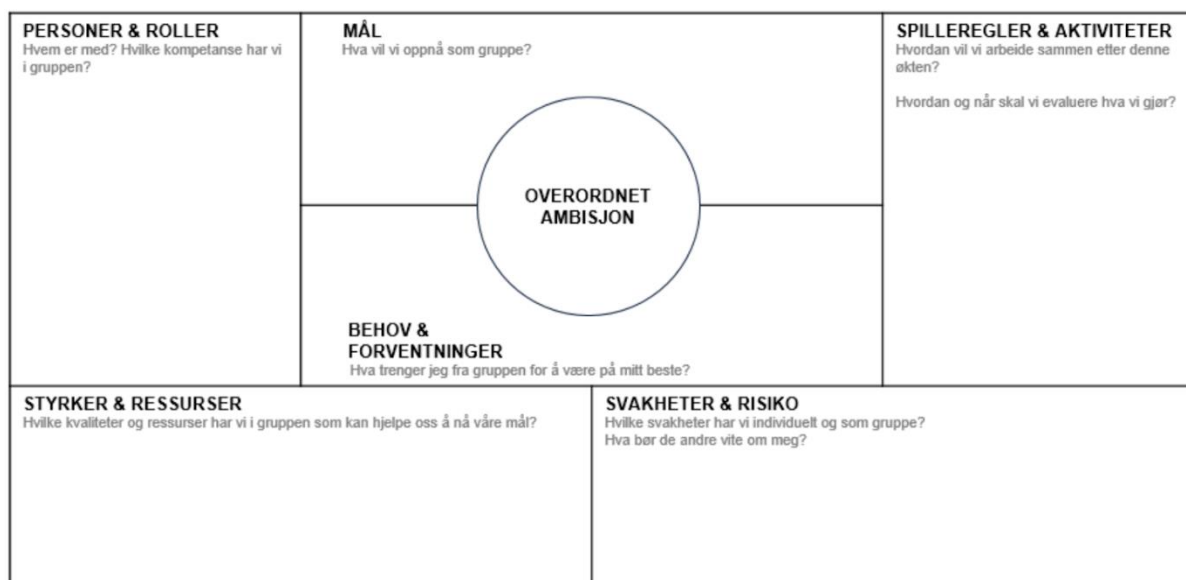 PERSONER & ROLLER
Hvem er med? Hvilke kompetanse har vi
i gruppen?
MÅL
Hva vil vi oppnå som gruppe?
SPILLEREGLER & AKTIVITETER
Hvordan vil vi arbeide sammen etter denne
økten?
Hvordan og når skal vi evaluere hva vi gjør?
OVERORDNET
AMBISJON
BEHOV &
FORVENTNINGER
Hva trenger jeg fra gruppen for å være på mitt beste?
STYRKER & RESSURSER
Hvilke kvaliteter og ressurser har vi i gruppen som kan hjelpe oss å nå våre mål?
SVAKHETER & RISIKO
Hvilke svakheter har vi individuelt og som gruppe?
Hva bør de andre vite om meg?